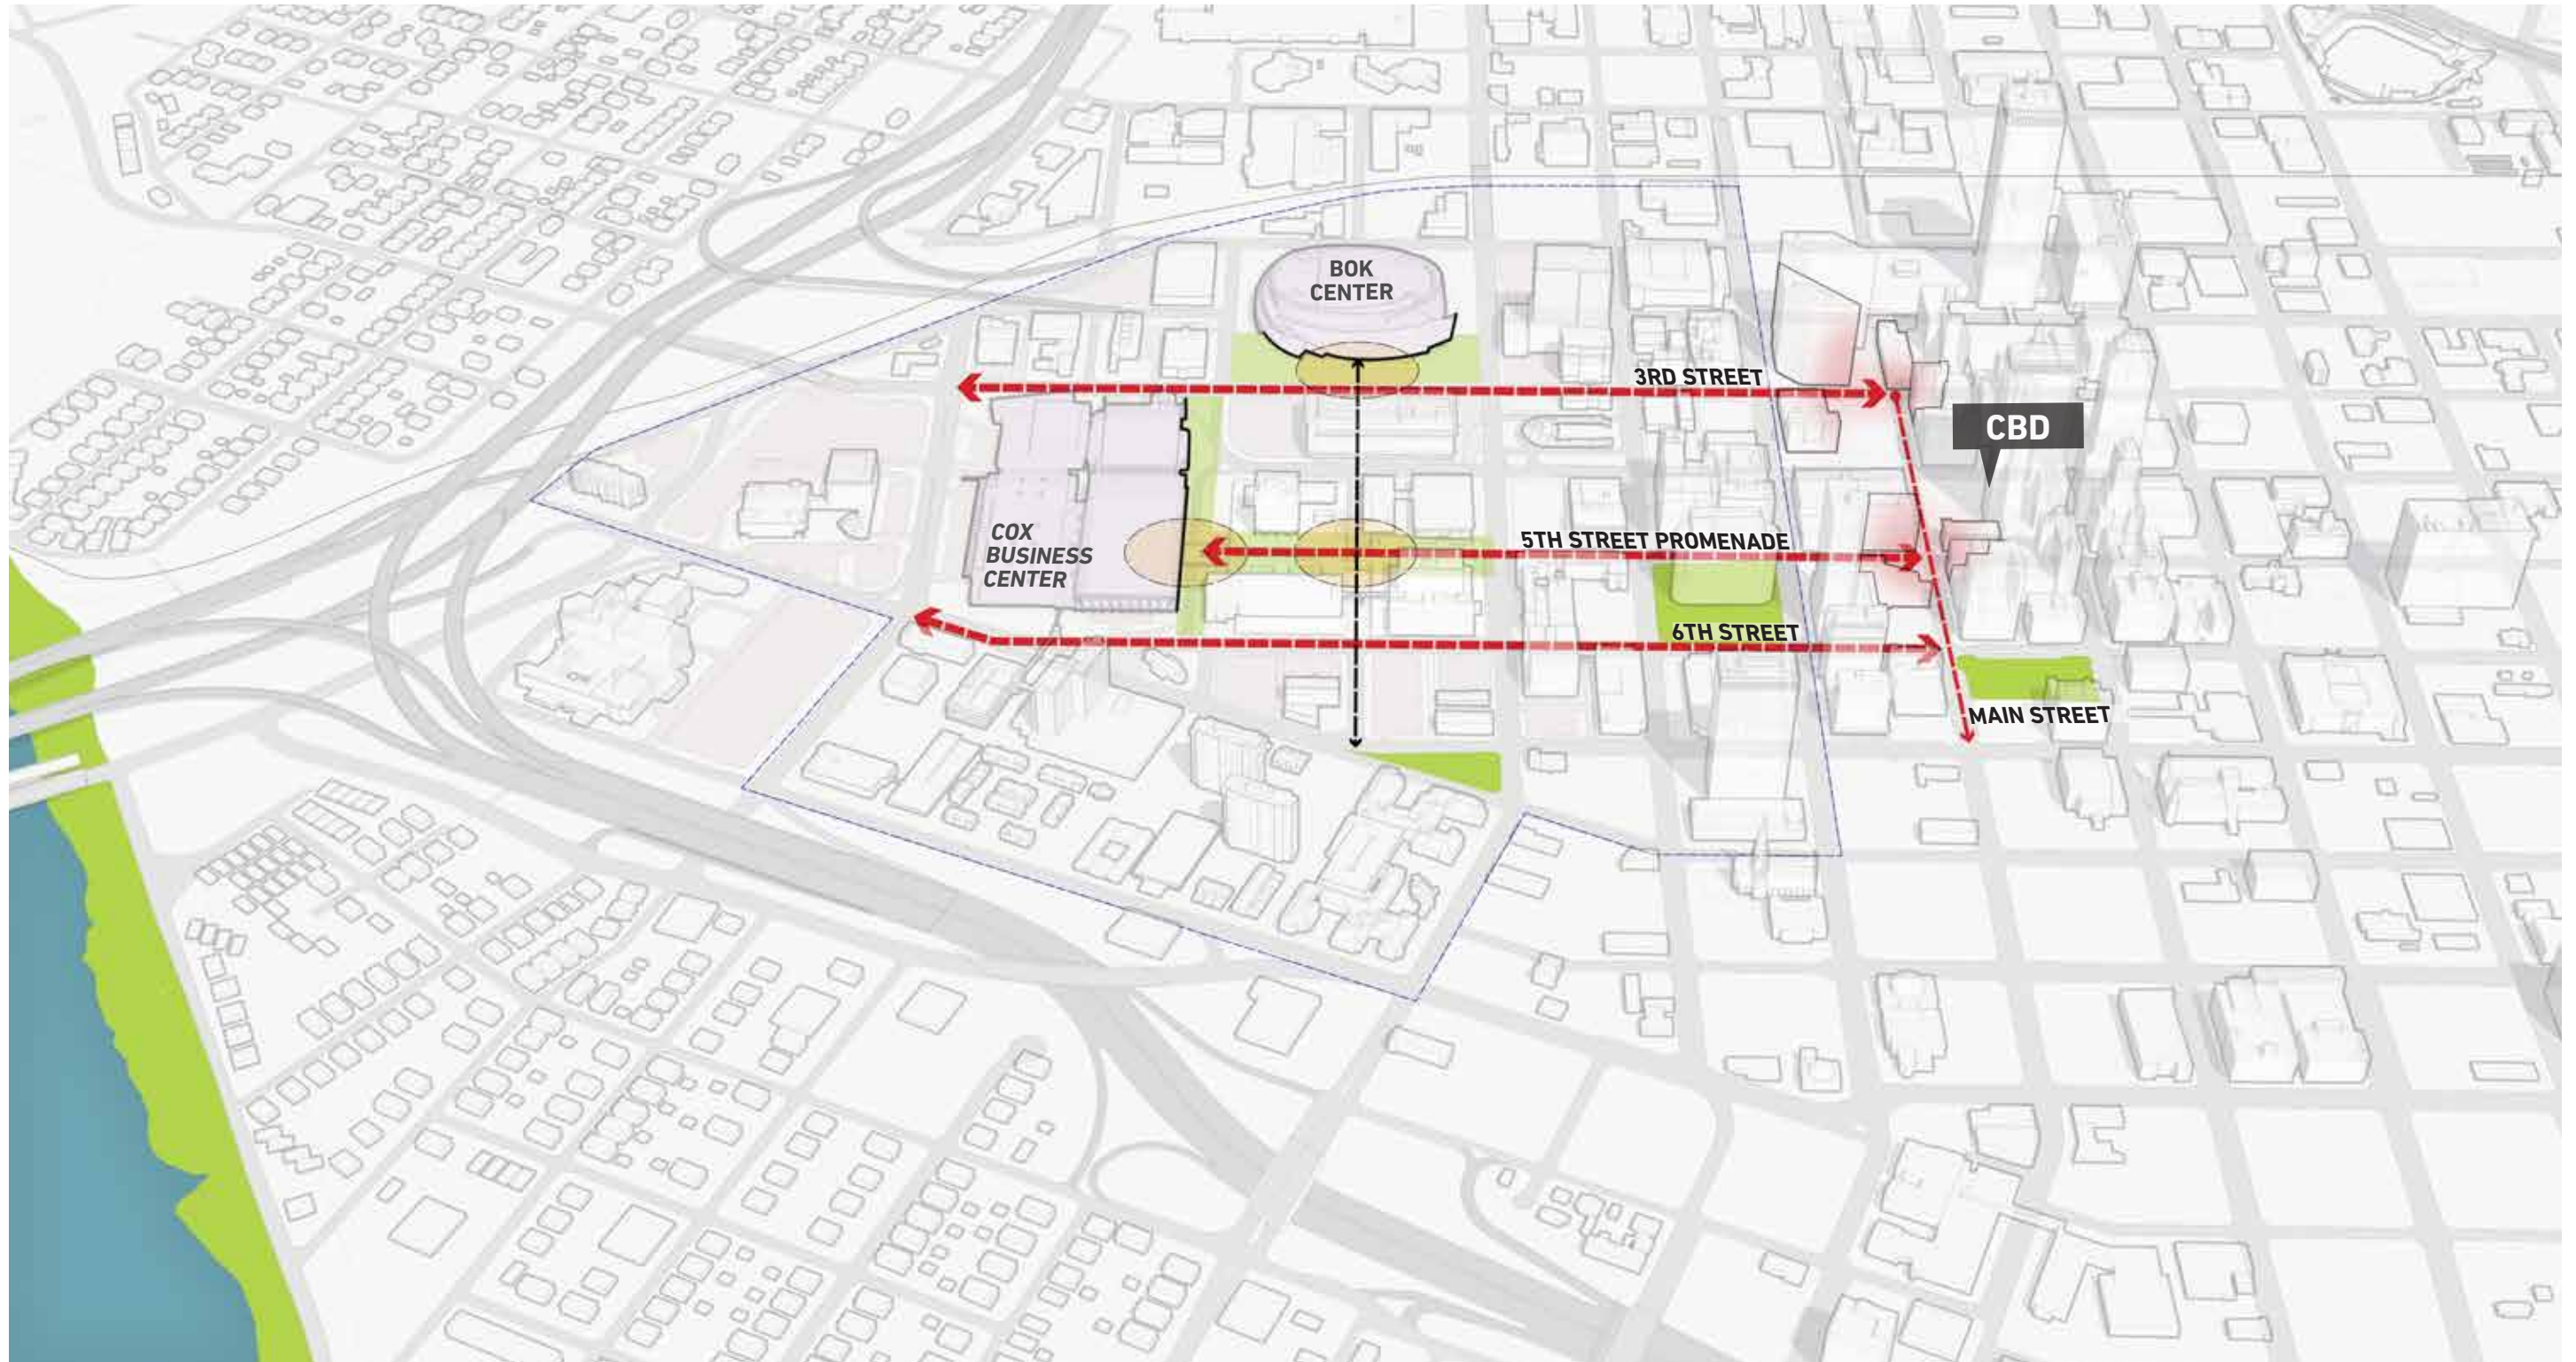 BOK
CENTER
3RD STREET
CBD
COX
BUSINESS
CENTER
5TH STREET PROMENADE
6TH STREET
MAIN STREET